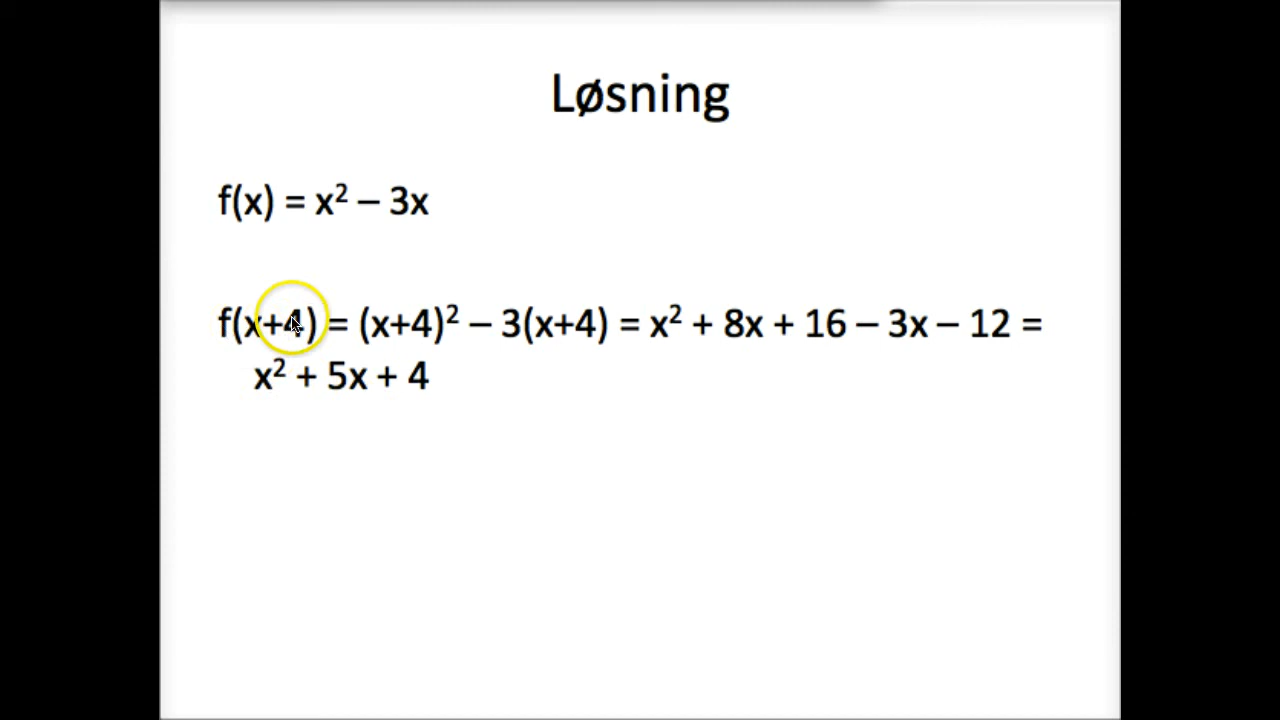 Løsning
f(x) = x² – 3x
f(x+4) = (x+4)² – 3(x+4) = x² + 8x + 16 – 3x – 12 =
x² + 5x + 4